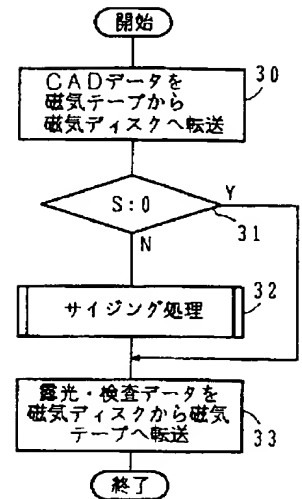 開始
CADデータを
磁気テープから
磁気ディスクへ転送
30
S:0
Y
31
N
サイジング処理
32
露光・検査データを
磁気ディスクから磁気
テープへ転送
33
終了